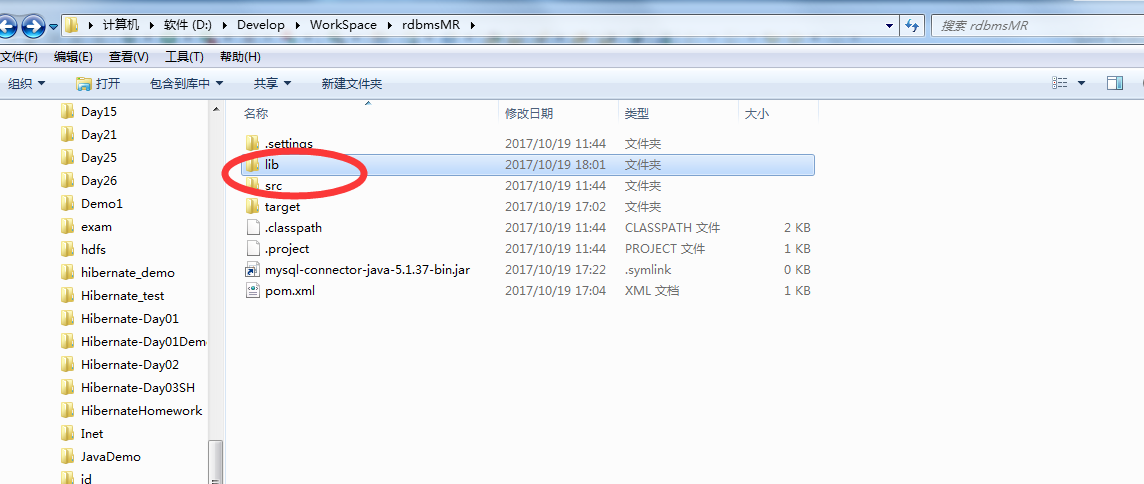 计算机 软件 (D:) Develop WorkSpace rdbmsMR 搜索 rdbmsMR
文件(F) 编辑(E) 查看(V) 工具(T) 帮助(H)
组织 打开 包含到库中 共享 新建文件夹
Day15
Day21
Day25
Day26
Demo1
exam
hdfs
hibernate_demo
Hibernate_test
Hibernate-Day01
Hibernate-Day01Dem
Hibernate-Day02
Hibernate-Day03SH
HibernateHomework
Inet
JavaDemo
id
名称 修改日期 类型 大小
.settings 2017/10/19 11:44 文件夹
lib 2017/10/19 18:01 文件夹
src 2017/10/19 11:44 文件夹
target 2017/10/19 17:02 文件夹
.classpath 2017/10/19 11:44 CLASSPATH 文件 2 KB
.project 2017/10/19 11:44 PROJECT 文件 1 KB
mysql-connector-java-5.1.37-bin.jar 2017/10/19 17:22 .symlink 0 KB
pom.xml 2017/10/19 17:04 XML 文档 1 KB